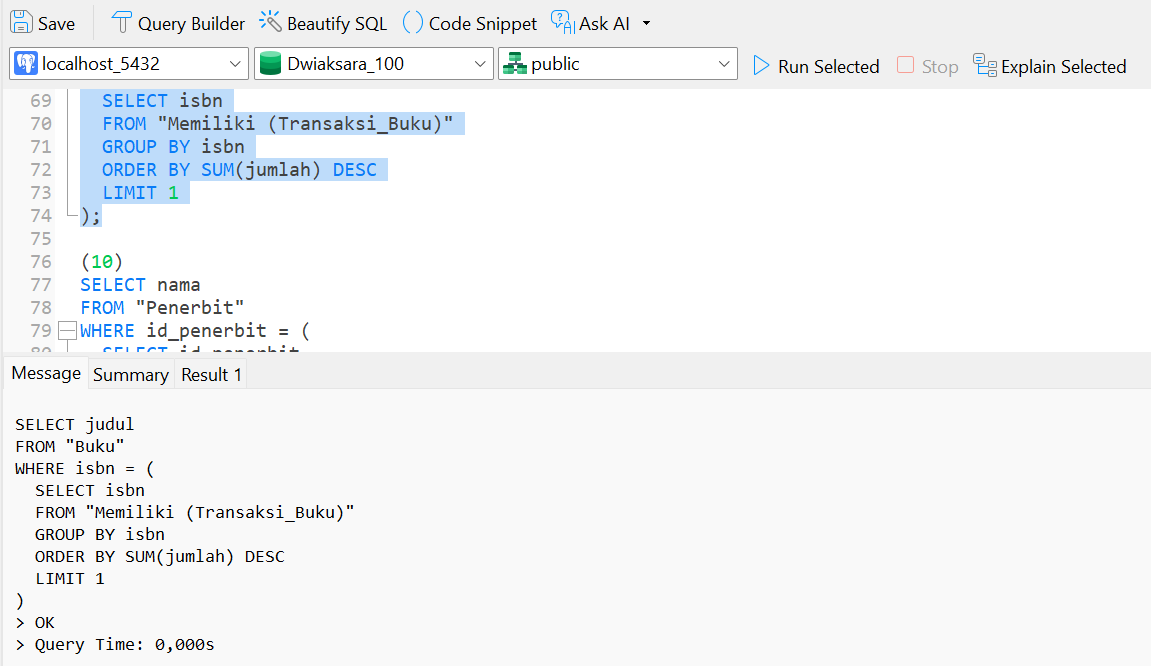 Save Query Builder Beautify SQL Code Snippet Ask AI
localhost_5432 Dwiaksara_100 public Run Selected Stop Explain Selected
69 SELECT isbn
70 FROM "Memiliki (Transaksi_Buku)"
71 GROUP BY isbn
72 ORDER BY SUM(jumlah) DESC
73 LIMIT 1
74 );
75
76 (10)
77 SELECT nama
78 FROM "Penerbit"
79 WHERE id_penerbit = (
80 SELECT id_penerbit
Message Summary Result 1
SELECT judul
FROM "Buku"
WHERE isbn = (
SELECT isbn
FROM "Memiliki (Transaksi_Buku)"
GROUP BY isbn
ORDER BY SUM(jumlah) DESC
LIMIT 1
)
> OK
> Query Time: 0,000s